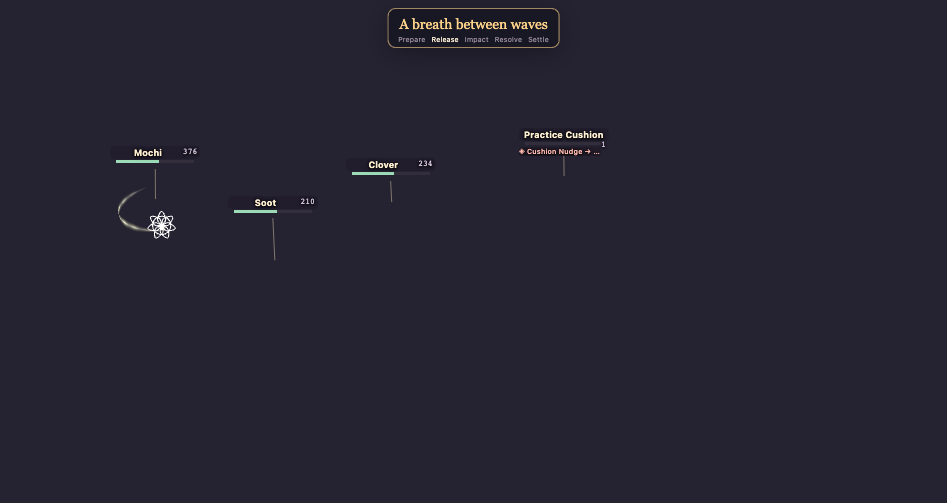 A breath between waves
Prepare Release Impact Resolve Settle
Practice Cushion
1
◈ Cushion Nudge → …
Mochi 376
Clover 234
Soot 210